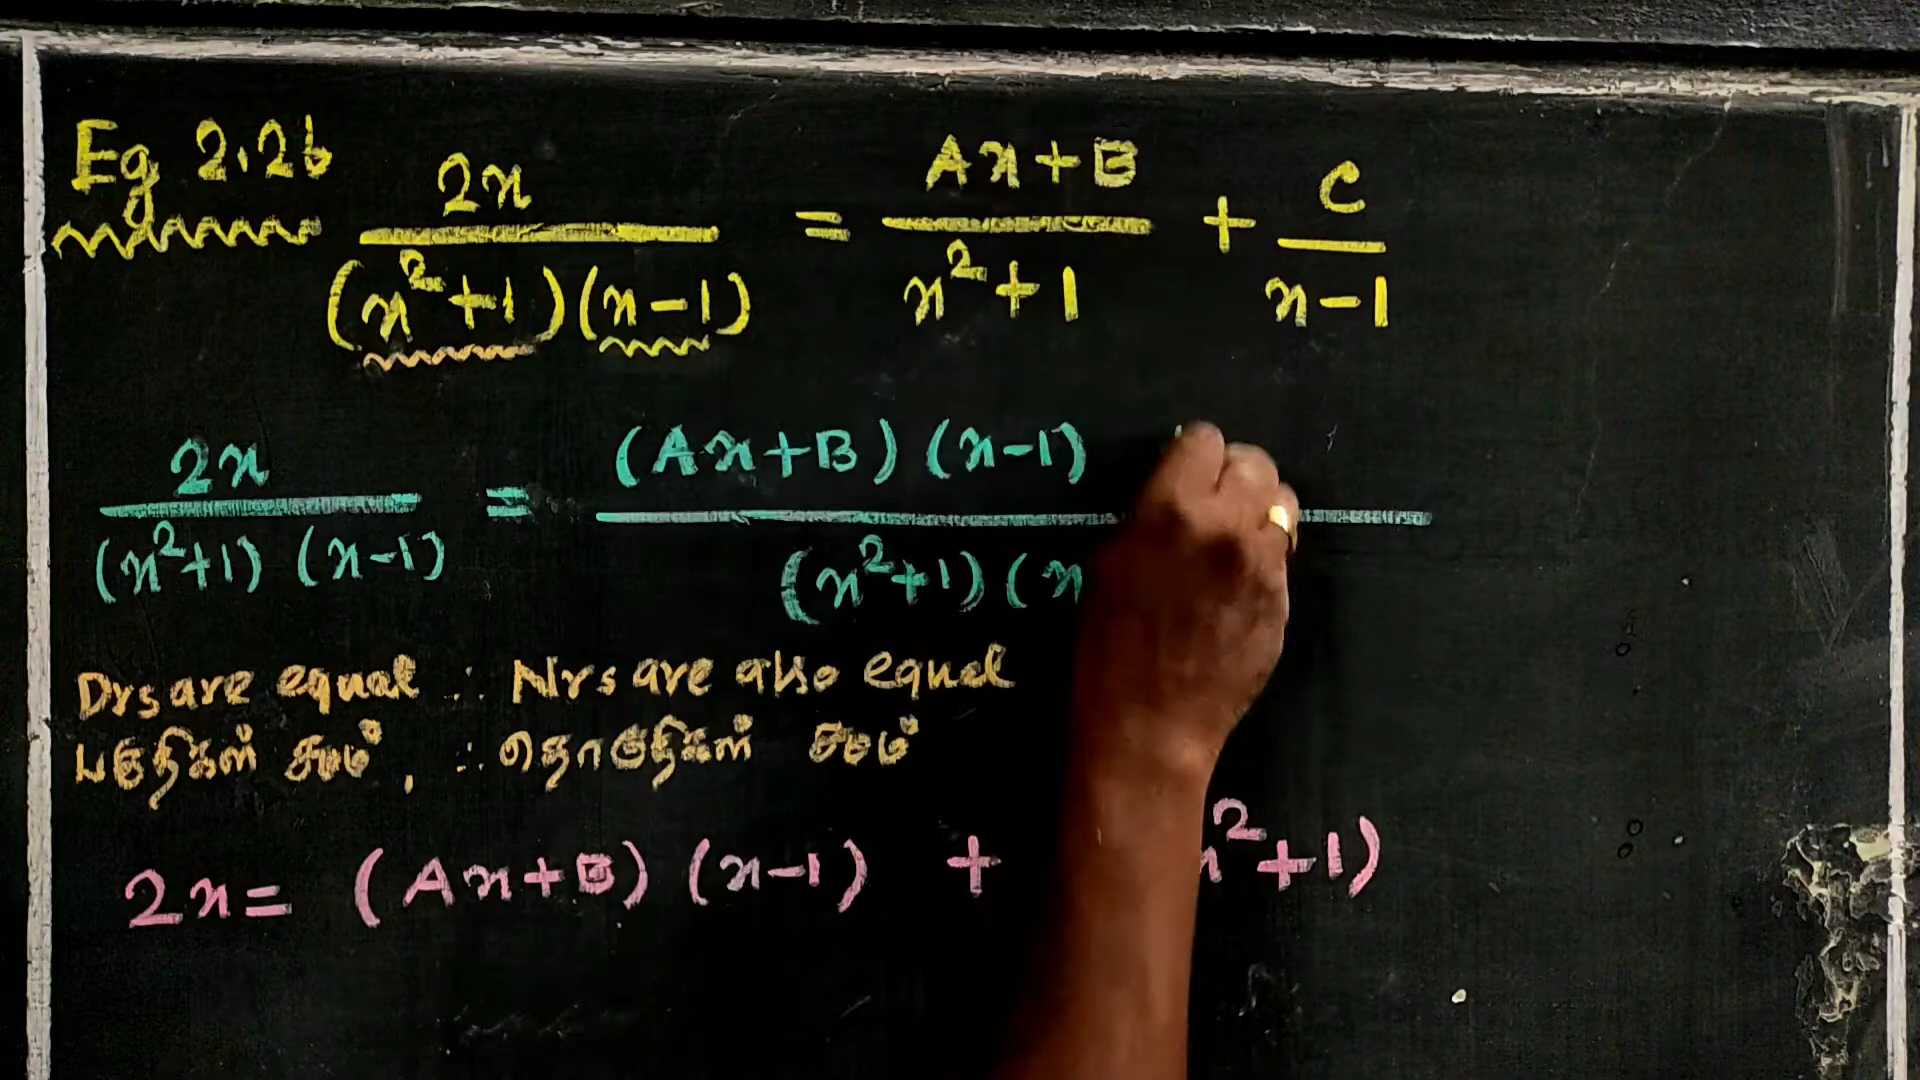 Eg 2.26 2x/(x²+1)(x-1) = Ax+B/x²+1 + C/x-1
2x/(x²+1) (x-1) = (Ax+B) (x-1)/(x²+1) (x
Drs are equal ∴ Nrs are also equal
பகுதிகள் சமம், ∴ தொகுதிகள் சமம்
2x = (Ax+B) (x-1) + x²+1)